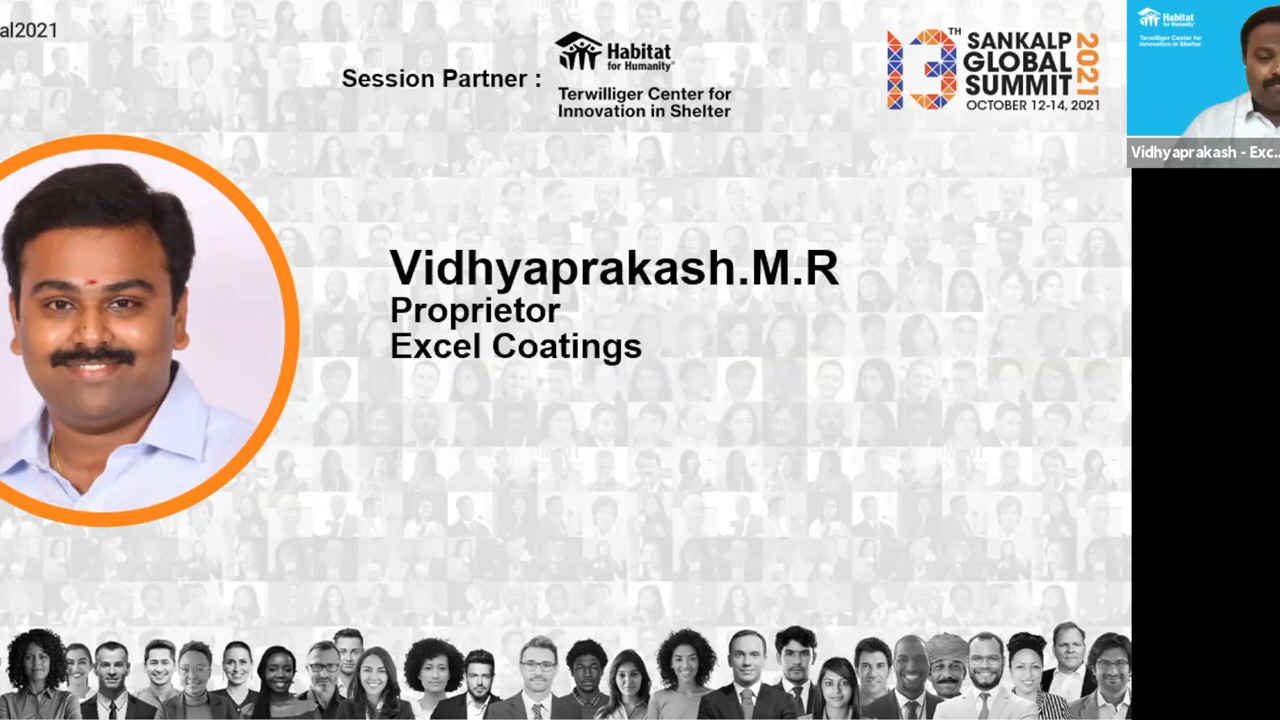 al2021
Session Partner :
Habitat
for Humanity®
Terwilliger Center for
Innovation in Shelter
13TH
SANKALP
GLOBAL
SUMMIT
2021
OCTOBER 12-14, 2021
Habitat
for Humanity®
Terwilliger Center for
Innovation in Shelter
Vidhyaprakash - Exc...
Vidhyaprakash.M.R
Proprietor
Excel Coatings